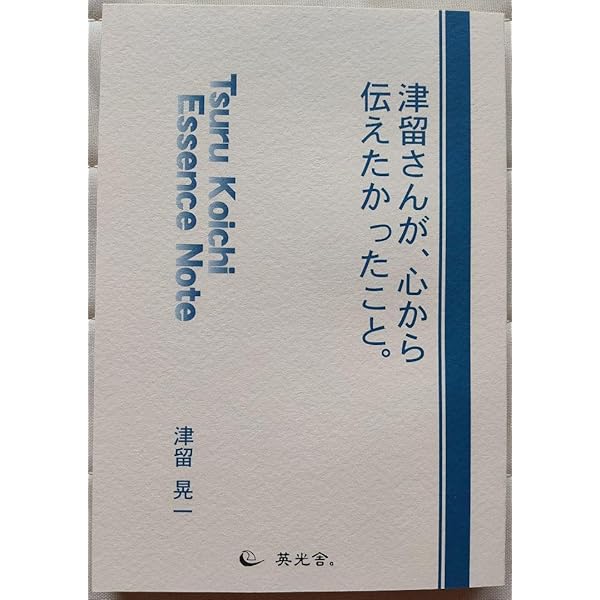 津留さんが、心から
伝えたかったこと。
Tsuru Koichi
Essence Note
津留 晃一
英光舎。